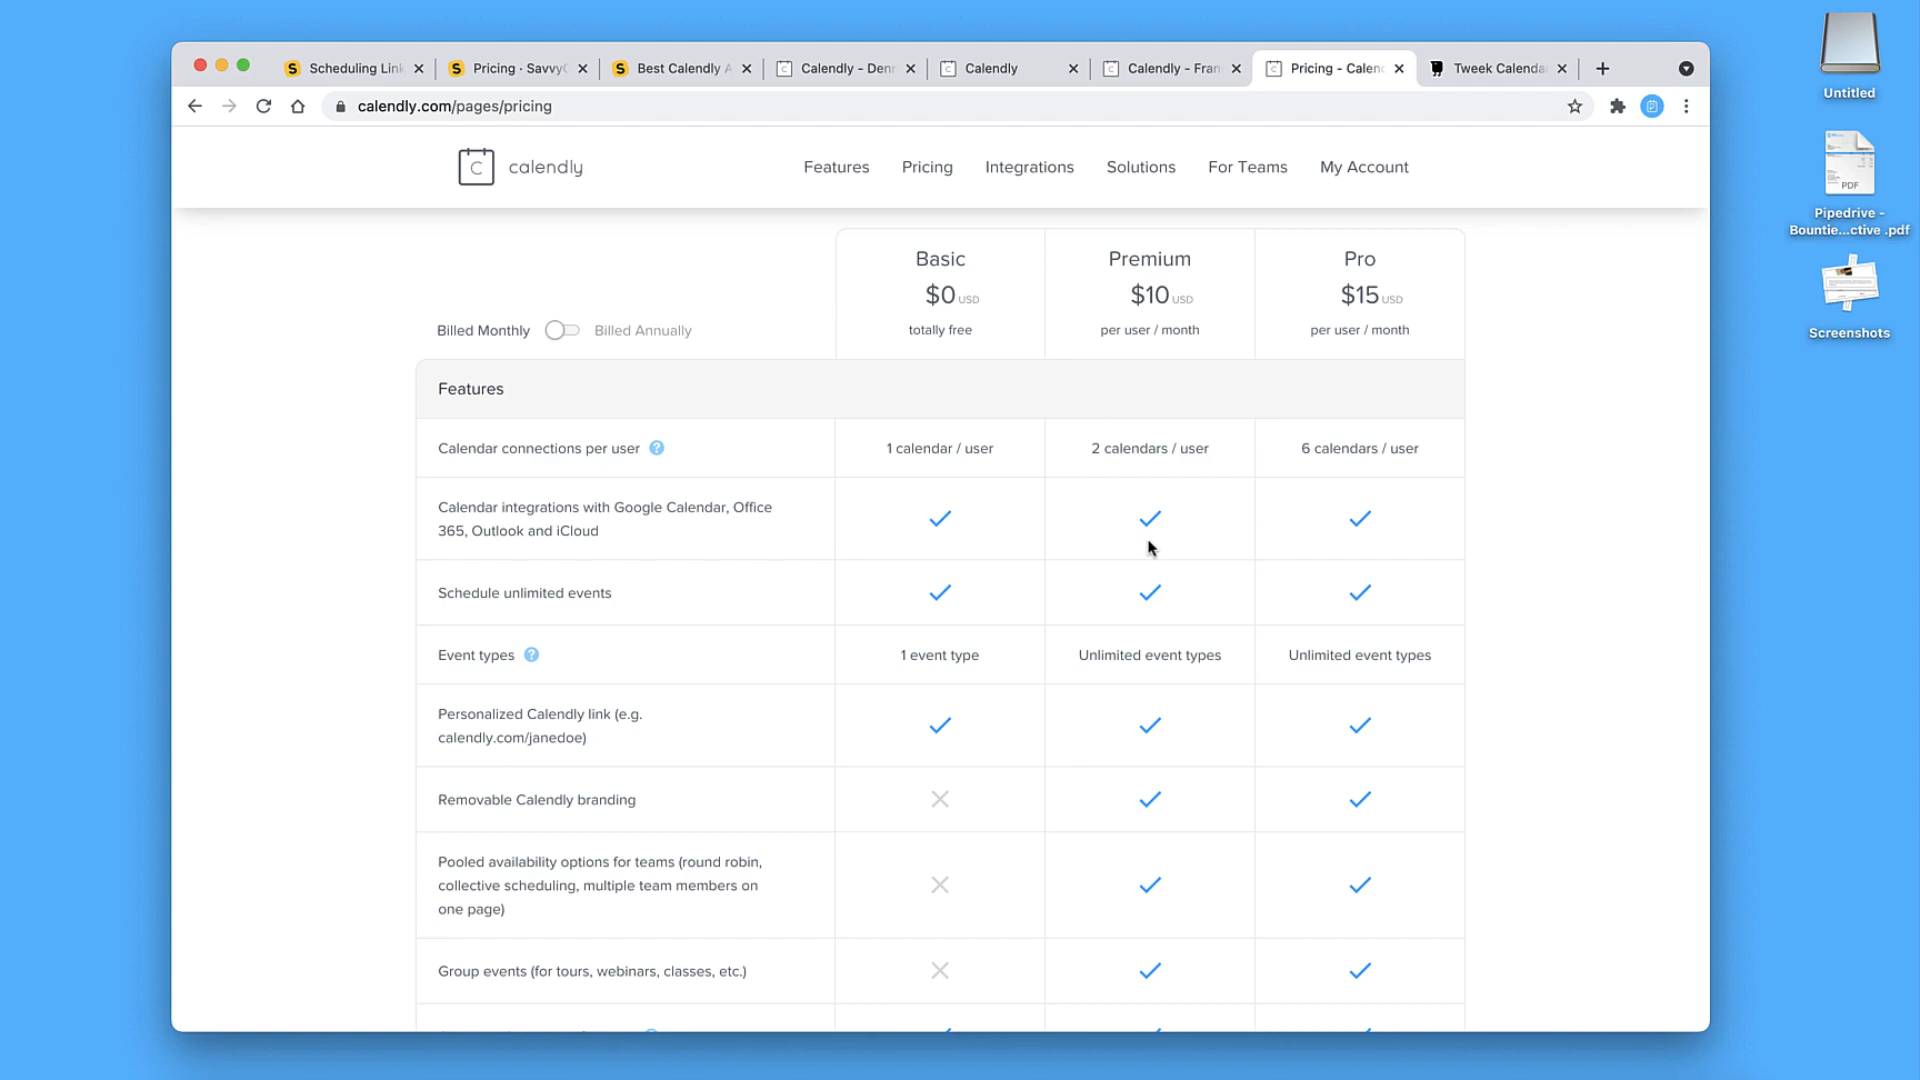 Scheduling Link
Pricing · Savvy
Best Calendly A
Calendly - Den
Calendly
Calendly - Fran
Pricing - Calen
Tweek Calenda
calendly.com/pages/pricing
calendly
Features
Pricing
Integrations
Solutions
For Teams
My Account
Basic
Premium
Pro
$0 USD
$10 USD
$15 USD
Billed Monthly
Billed Annually
totally free
per user / month
per user / month
Features
Calendar connections per user ?
1 calendar / user
2 calendars / user
6 calendars / user
Calendar integrations with Google Calendar, Office
365, Outlook and iCloud
Schedule unlimited events
Event types ?
1 event type
Unlimited event types
Unlimited event types
Personalized Calendly link (e.g.
calendly.com/janedoe)
Removable Calendly branding
Pooled availability options for teams (round robin,
collective scheduling, multiple team members on
one page)
Group events (for tours, webinars, classes, etc.)
Untitled
PDF
Pipedrive -
Bountie...ctive .pdf
Screenshots